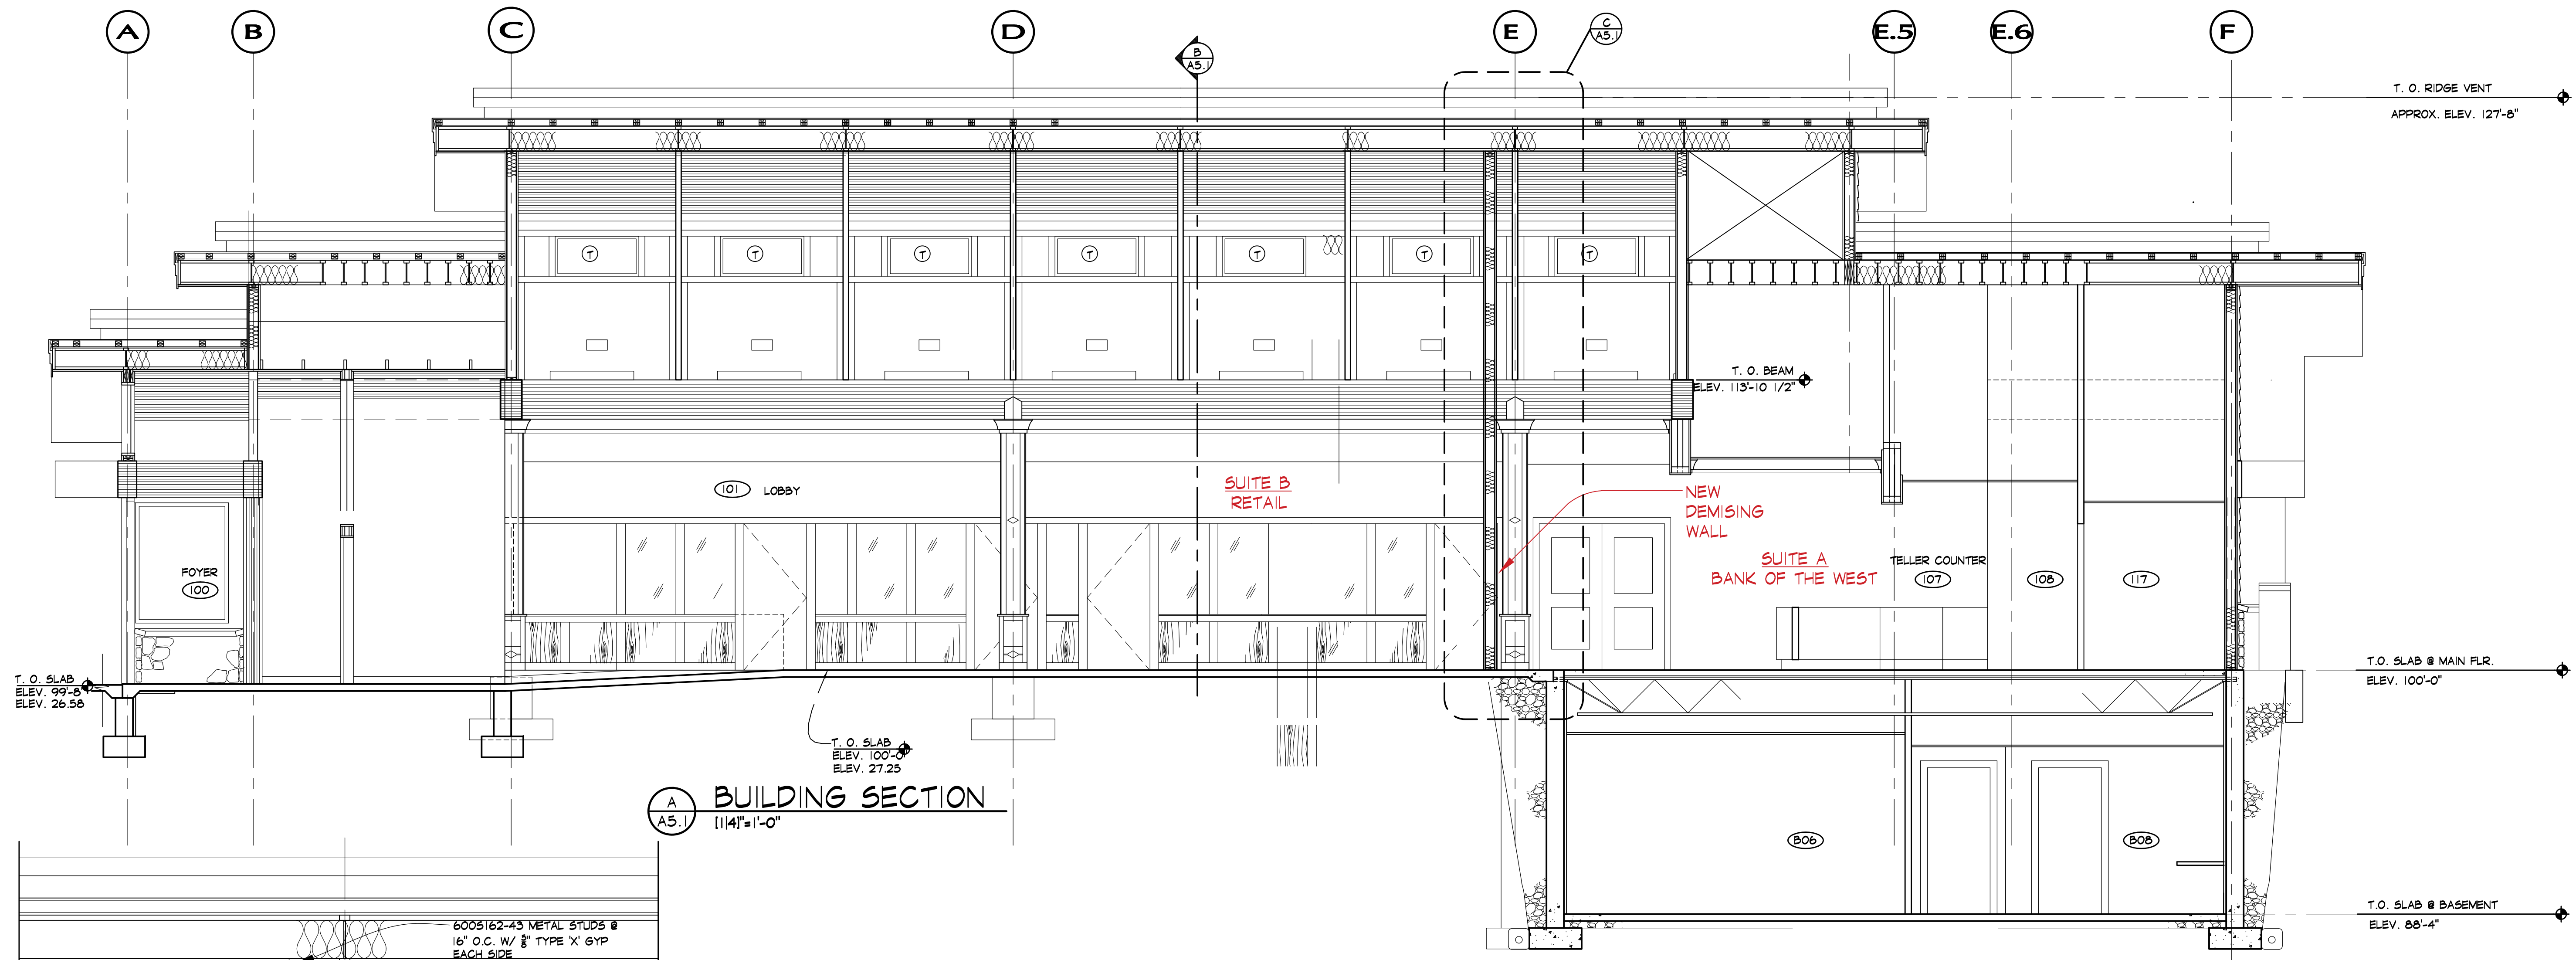 A
B
C
D
E
E.5
E.6
F
B
A5.1
C
A5.1
T. O. RIDGE VENT
APPROX. ELEV. 127'-8"
T
T
T
T
T
T
T
T. O. BEAM
ELEV. 113'-10 1/2"
101 LOBBY
SUITE B
RETAIL
NEW
DEMISING
WALL
SUITE A
BANK OF THE WEST
TELLER COUNTER
107
108
117
FOYER
100
T. O. SLAB
ELEV. 99'-8"
ELEV. 26.58
T.O. SLAB @ MAIN FLR.
ELEV. 100'-0"
T. O. SLAB
ELEV. 100'-0"
ELEV. 27.25
A
A5.1
BUILDING SECTION
[1|4]"=1'-0"
B06
B08
T.O. SLAB @ BASEMENT
ELEV. 88'-4"
600S162-43 METAL STUDS @
16" O.C. W/ 5/8" TYPE 'X' GYP
EACH SIDE